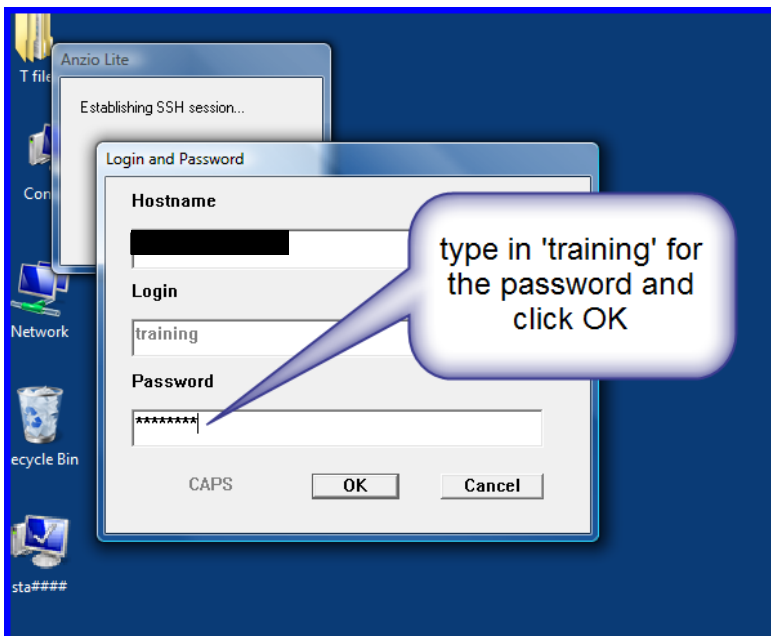 T file
Anzio Lite
Establishing SSH session...
Login and Password
Con
Hostname
type in 'training' for
the password and
click OK
Login
training
Network
Password
********
ecycle Bin
CAPS
OK
Cancel
sta####